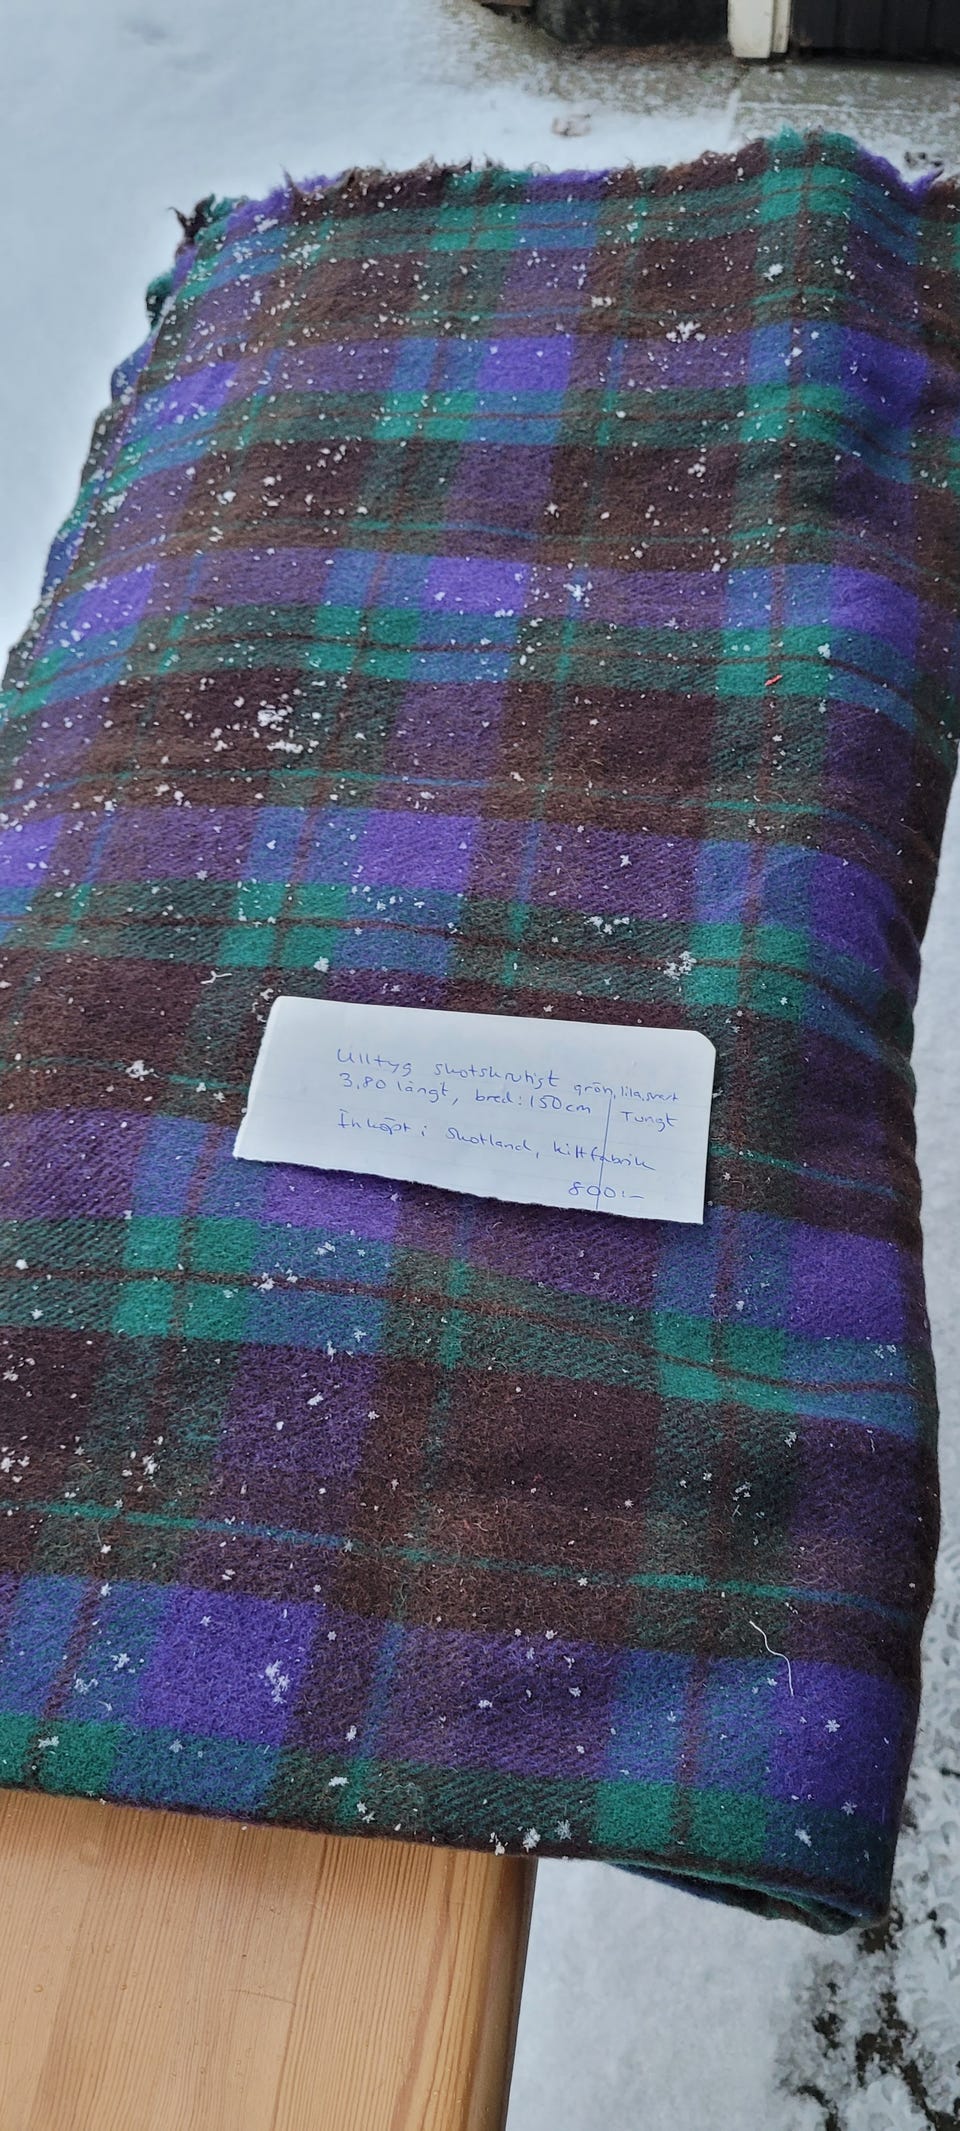 Ulltyg skotskrutigt grön, lila, svart
3,80 långt, bred: 150cm Tungt
Inköpt i Skotland, kiltfabrik
800:-